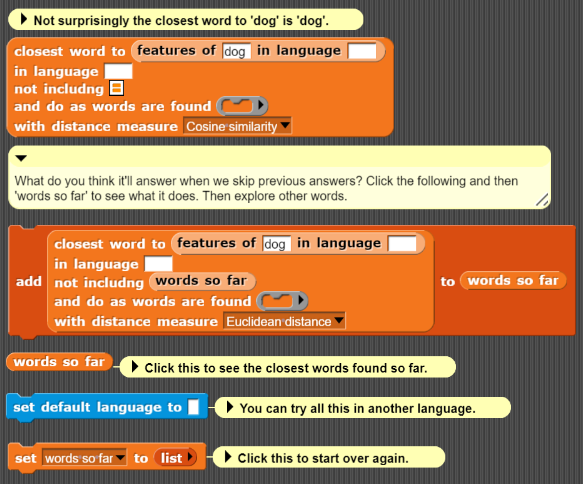 Not surprisingly the closest word to 'dog' is 'dog'.
closest word to features of dog in language
in language
not includng
and do as words are found
with distance measure Cosine similarity
What do you think it'll answer when we skip previous answers? Click the following and then
'words so far' to see what it does. Then explore other words.
closest word to features of dog in language
in language
add not includng words so far to words so far
and do as words are found
with distance measure Euclidean distance
words so far Click this to see the closest words found so far.
set default language to You can try all this in another language.
set words so far to list Click this to start over again.